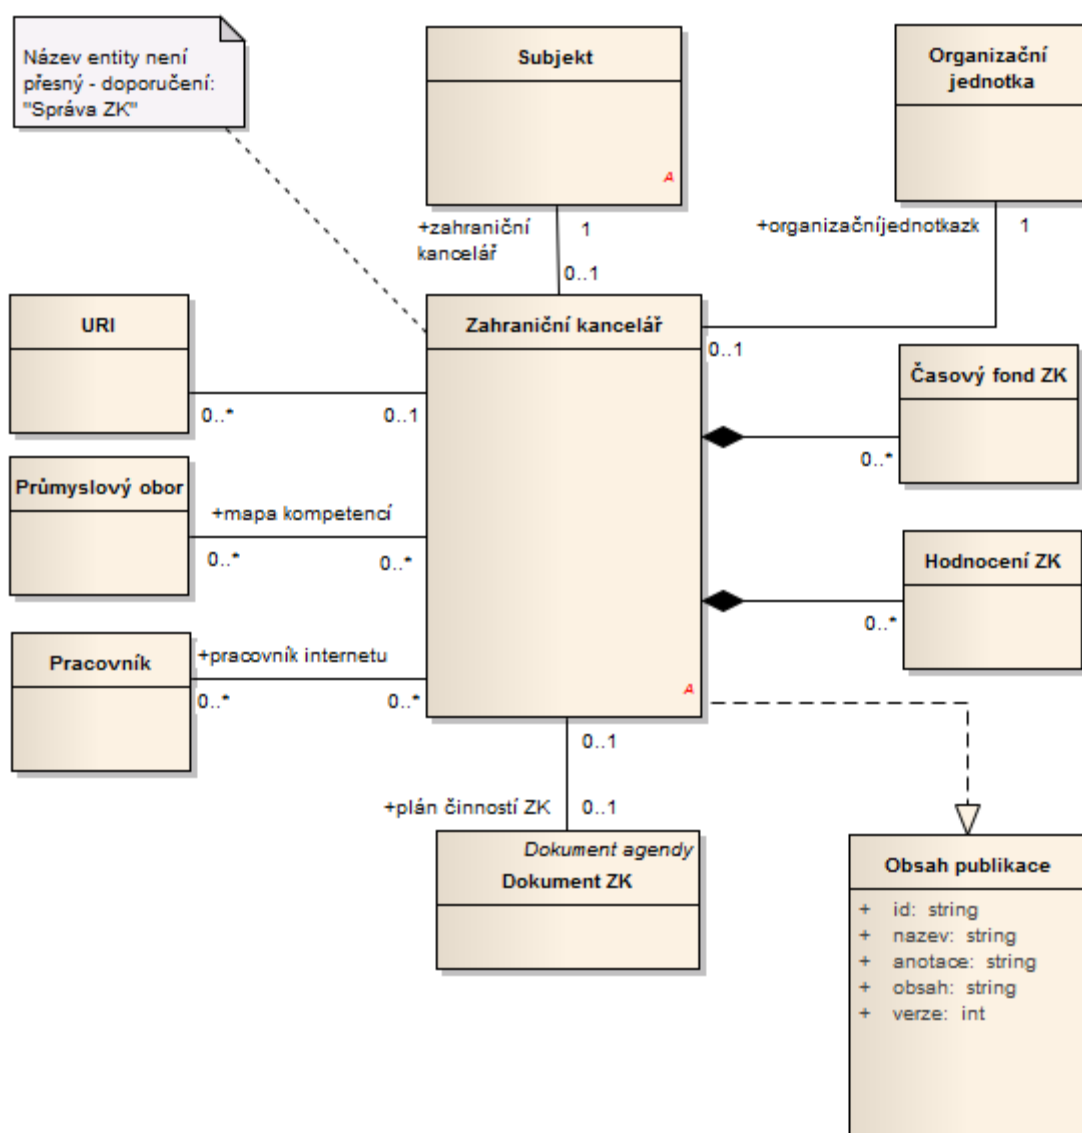 Název entity není
přesný - doporučení:
"Správa ZK"
Subjekt
A
Organizační
jednotka
+zahraniční
kancelář
1
0..1
+organizačníjednotkazk
1
0..1
URI
0..*
0..1
Zahraniční kancelář
A
Časový fond ZK
0..*
Průmyslový obor
+mapa kompetencí
0..*
0..*
Hodnocení ZK
0..*
Pracovník
+pracovník internetu
0..*
0..*
0..1
+plán činností ZK
0..1
Dokument agendy
Dokument ZK
Obsah publikace
+ id: string
+ nazev: string
+ anotace: string
+ obsah: string
+ verze: int